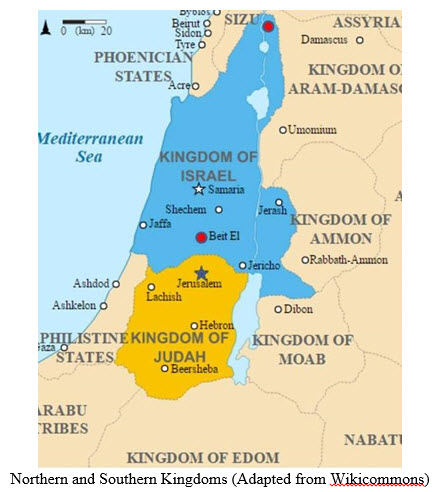 0 (km) 20
Byblos
Beirut
Sidon
Tyre
SIZU
ASSYRIA
Damascus
PHOENICIAN
STATES
KINGDOM O
ARAM-DAMASC
Acre
Umomium
Mediterranean
Sea
KINGDOM OF
ISRAEL
Samaria
Shechem
Jerash
KINGDOM OF
AMMON
Jaffa
Beit El
Jericho
Rabbath-Ammon
Jerusalem
Ashdod
Lachish
Ashkelon
Dibon
Hebron
PHILISTINE
STATES
Gaza
KINGDOM OF
JUDAH
KINGDOM OF
MOAB
Beersheba
ARABU
TRIBES
NABATU
KINGDOM OF EDOM
Northern and Southern Kingdoms (Adapted from Wikicommons)